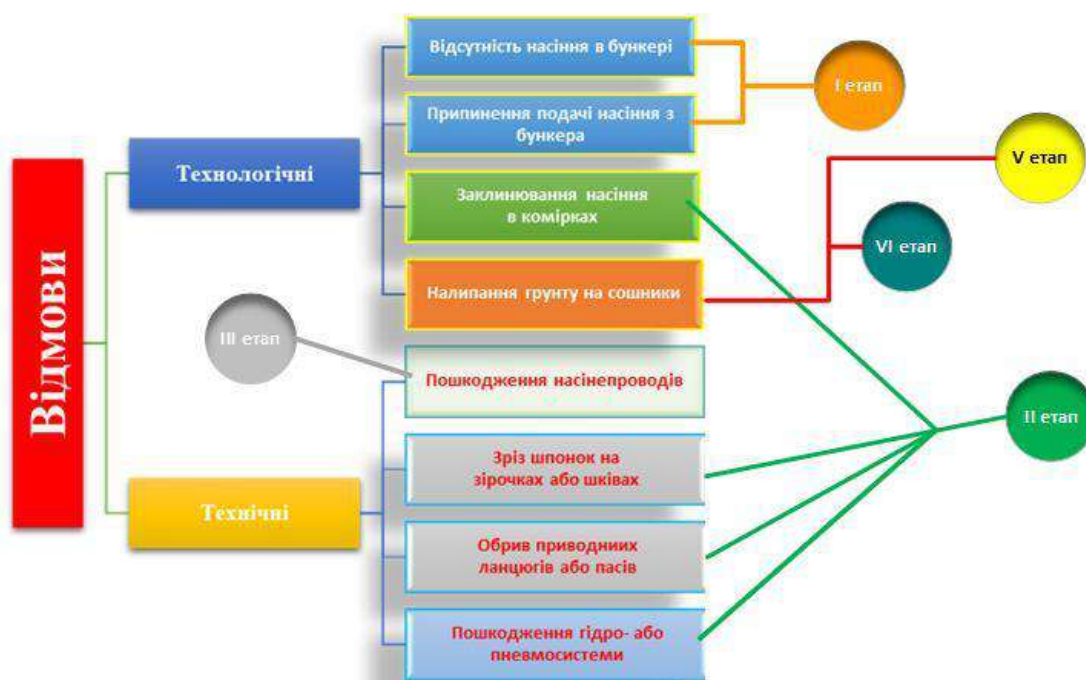 Відмови
Технологічні
Відсутність насіння в бункері
Припинення подачі насіння з
бункера
Заклинювання насіння
в комірках
Налипання грунту на сошники
Технічні
Пошкодження насінепроводів
Зріз шпонок на
зірочках або шківах
Обрив приводниих
ланцюгів або пасів
Пошкодження гідро- або
пневмосистеми
I етап
V етап
VI етап
III етап
II етап